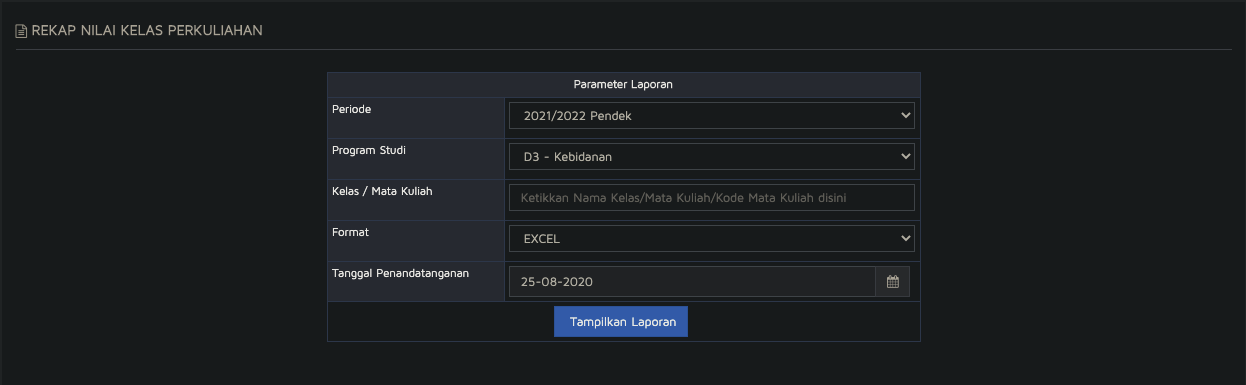 REKAP NILAI KELAS PERKULIAHAN
Parameter Laporan
Periode
2021/2022 Pendek
Program Studi
D3 - Kebidanan
Kelas / Mata Kuliah
Ketikkan Nama Kelas/Mata Kuliah/Kode Mata Kuliah disini
Format
EXCEL
Tanggal Penandatanganan
25-08-2020
Tampilkan Laporan